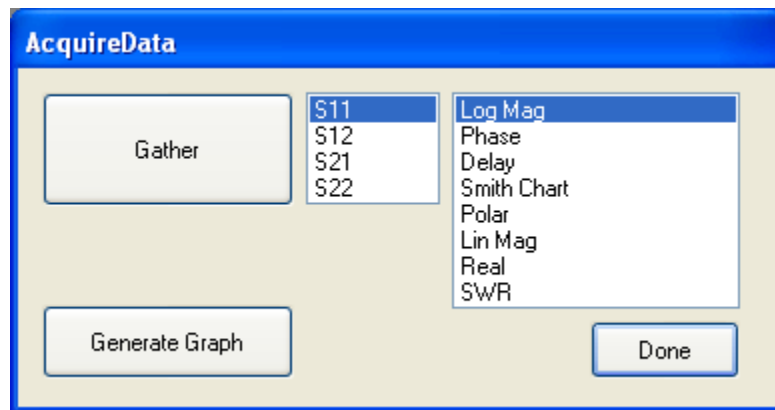 AcquireData
Gather
S11
S12
S21
S22
Log Mag
Phase
Delay
Smith Chart
Polar
Lin Mag
Real
SWR
Generate Graph
Done